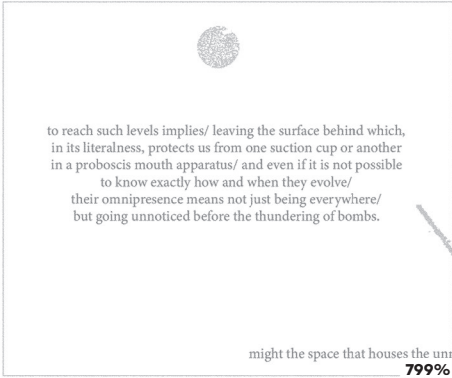 to reach such levels implies/ leaving the surface behind which,
in its literalness, protects us from one suction cup or another
in a proboscis mouth apparatus/ and even if it is not possible
to know exactly how and when they evolve/
their omnipresence means not just being everywhere/
but going unnoticed before the thundering of bombs.
might the space that houses the
799%